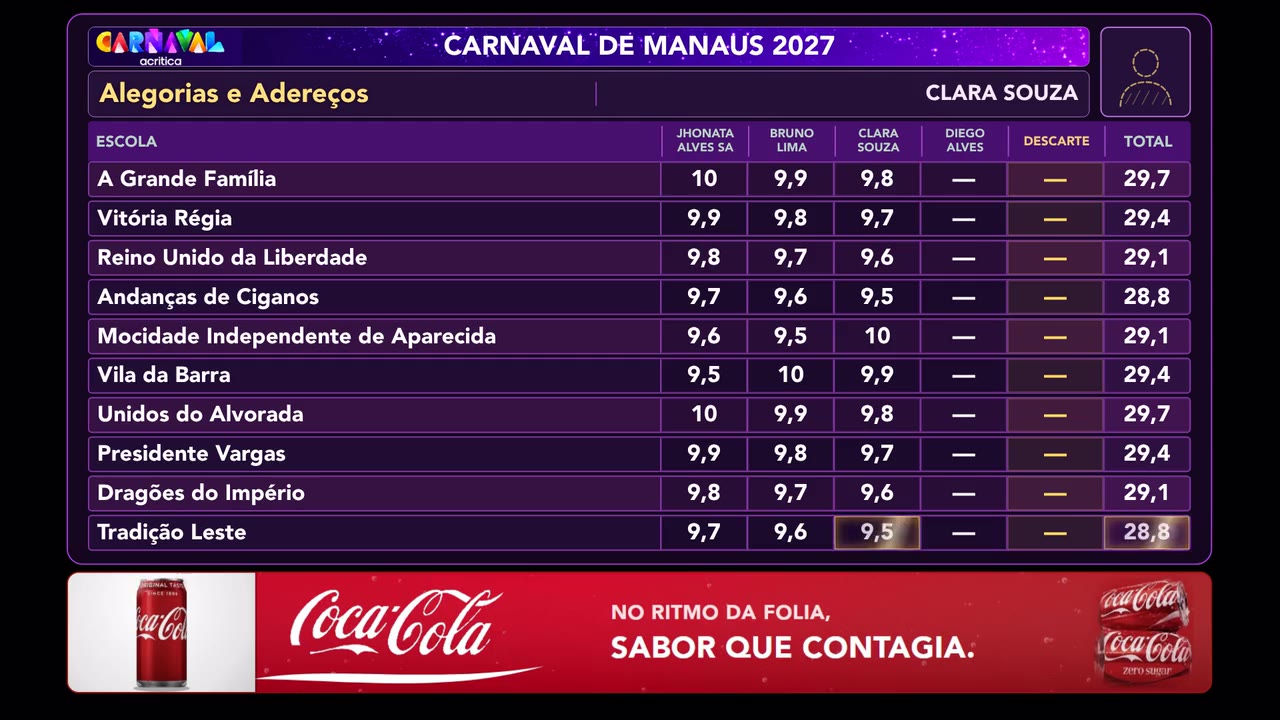 CARNAVAL
acritica
CARNAVAL DE MANAUS 2027
Alegorias e Adereços
CLARA SOUZA
ESCOLA JHONATA ALVES SA BRUNO LIMA CLARA SOUZA DIEGO ALVES DESCARTE TOTAL
A Grande Família 10 9,9 9,8 — — 29,7
Vitória Régia 9,9 9,8 9,7 — — 29,4
Reino Unido da Liberdade 9,8 9,7 9,6 — — 29,1
Andanças de Ciganos 9,7 9,6 9,5 — — 28,8
Mocidade Independente de Aparecida 9,6 9,5 10 — — 29,1
Vila da Barra 9,5 10 9,9 — — 29,4
Unidos do Alvorada 10 9,9 9,8 — — 29,7
Presidente Vargas 9,9 9,8 9,7 — — 29,4
Dragões do Império 9,8 9,7 9,6 — — 29,1
Tradição Leste 9,7 9,6 9,5 — — 28,8
ORIGINAL TASTE
SINCE 1886
Coca-Cola
Coca-Cola
NO RITMO DA FOLIA,
SABOR QUE CONTAGIA.
Coca-Cola
Coca-Cola
zero sugar